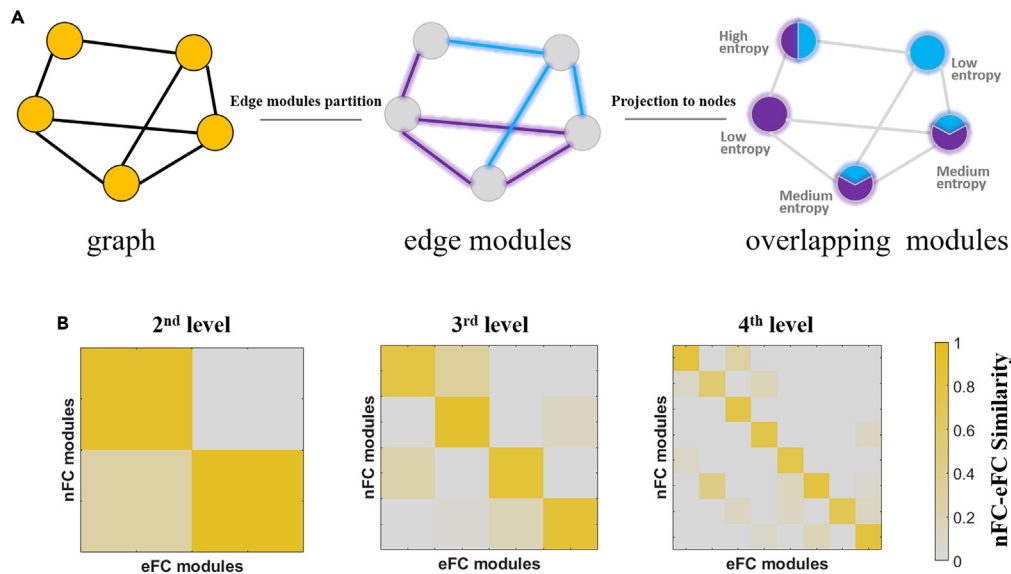 A
Edge modules partition
Projection to nodes
High
entropy
Low
entropy
Low
entropy
Medium
entropy
Medium
entropy
graph
edge modules
overlapping modules
B
2nd level
3rd level
4th level
nFC modules
eFC modules
nFC modules
eFC modules
nFC modules
eFC modules
1
0.8
0.6
0.4
0.2
0
nFC-eFC Similarity